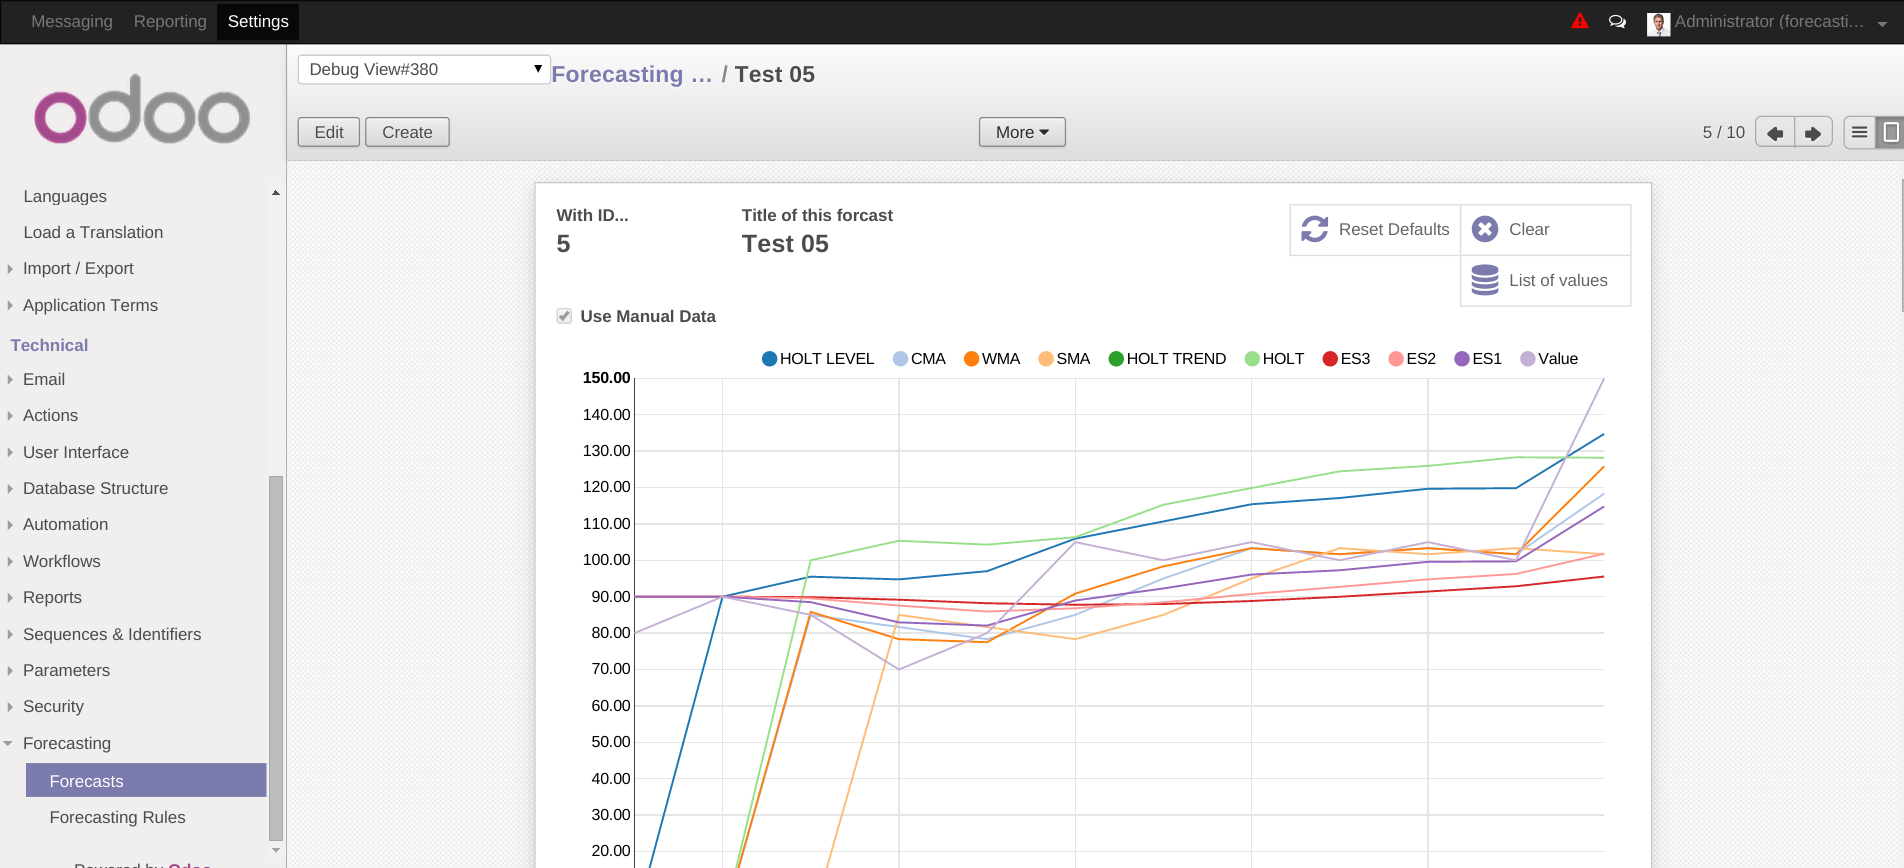 Messaging Reporting Settings Administrator (forecasti...
odoo
Debug View#380 Forecasting ... / Test 05
Edit Create More 5 / 10
Languages
Load a Translation
Import / Export
Application Terms
Technical
Email
Actions
User Interface
Database Structure
Automation
Workflows
Reports
Sequences & Identifiers
Parameters
Security
Forecasting
Forecasts
Forecasting Rules
Powered by Odoo
With ID... Title of this forcast
5 Test 05
Reset Defaults Clear
List of values
Use Manual Data
HOLT LEVEL CMA WMA SMA HOLT TREND HOLT ES3 ES2 ES1 Value
150.00
140.00
130.00
120.00
110.00
100.00
90.00
80.00
70.00
60.00
50.00
40.00
30.00
20.00